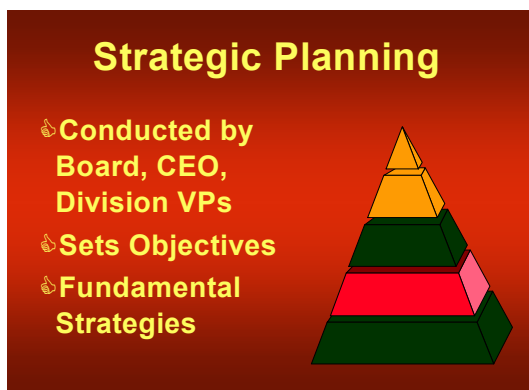 Strategic Planning
Conducted by
Board, CEO,
Division VPs
Sets Objectives
Fundamental
Strategies